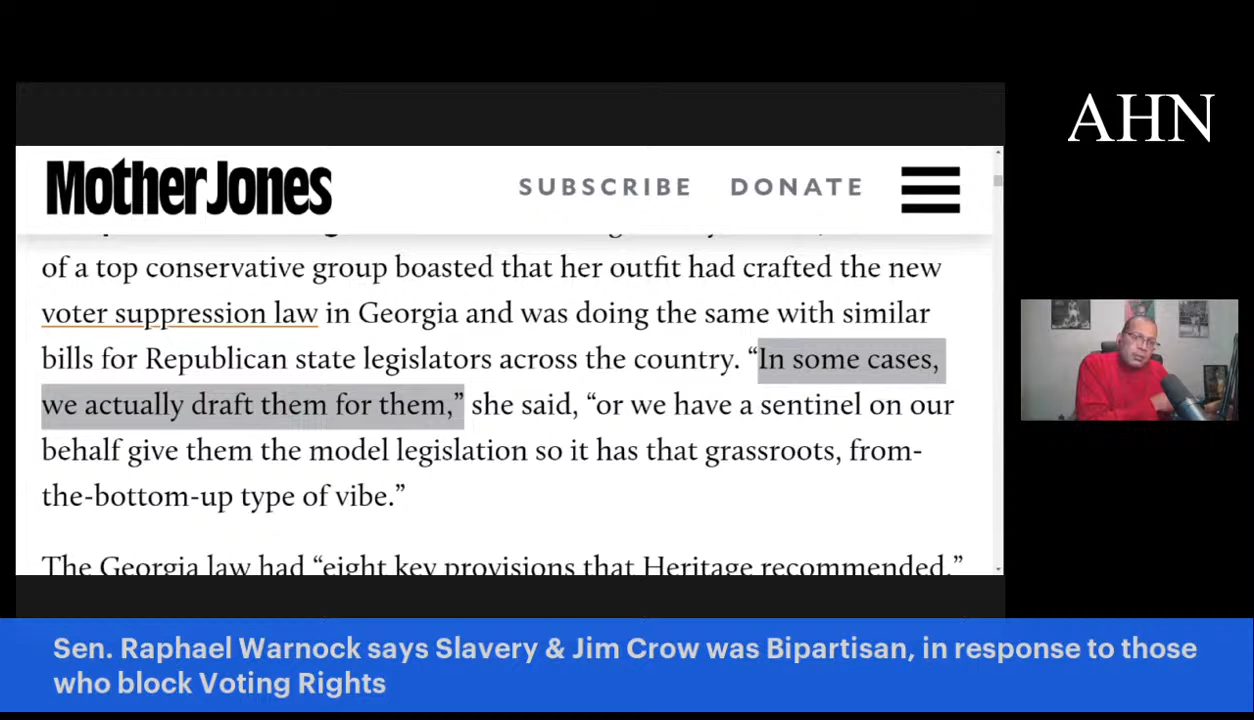 AHN
Mother Jones
SUBSCRIBE DONATE
of a top conservative group boasted that her outfit had crafted the new
voter suppression law in Georgia and was doing the same with similar
bills for Republican state legislators across the country. “In some cases,
we actually draft them for them,” she said, “or we have a sentinel on our
behalf give them the model legislation so it has that grassroots, from-
the-bottom-up type of vibe.”
The Georgia law had “eight key provisions that Heritage recommended.”
Sen. Raphael Warnock says Slavery & Jim Crow was Bipartisan, in response to those
who block Voting Rights